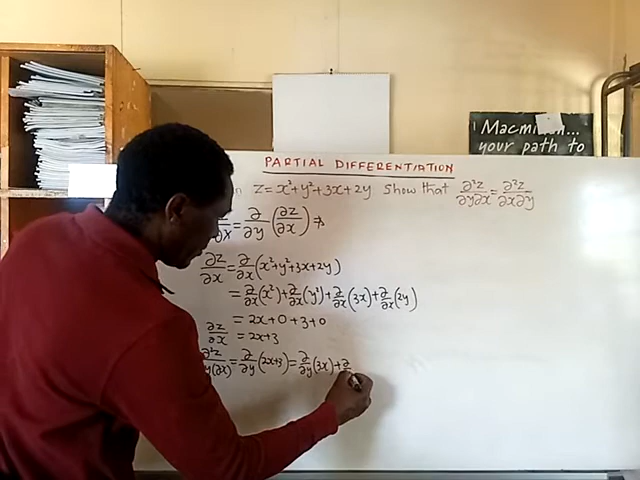 Macmillan...
your path to
PARTIAL DIFFERENTIATION
z=x²+y²+3x+2y show that ∂²z/∂y∂x=∂²z/∂x∂y
=∂/∂y(∂z/∂x)⇒
∂z/∂x=∂/∂x(x²+y²+3x+2y)
=∂/∂x(x²)+∂/∂x(y²)+∂/∂x(3x)+∂/∂x(2y)
=2x+0+3+0
∂z/∂x=2x+3
=∂/∂y(2x+3)=∂/∂y(3x)+∂